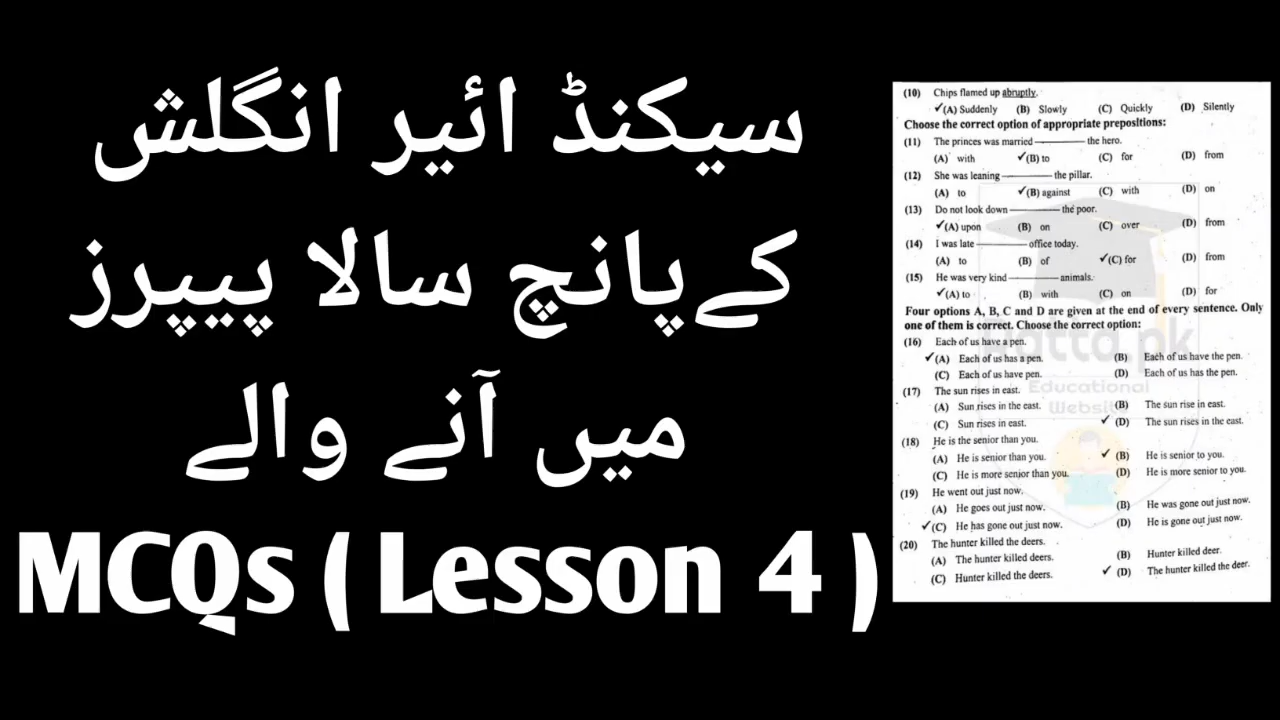 سیکنڈ ائیر انگلش
کےپانچ سالا پیپرز
میں آنے والے
MCQs ( Lesson 4 )
(10) Chips flamed up abruptly.
✓(A) Suddenly (B) Slowly (C) Quickly (D) Silently
Choose the correct option of appropriate prepositions:
(11) The princes was married ———— the hero.
(A) with ✓(B) to (C) for (D) from
(12) She was leaning ———— the pillar.
(A) to ✓(B) against (C) with (D) on
(13) Do not look down ———— the poor.
✓(A) upon (B) on (C) over (D) from
(14) I was late ———— office today.
(A) to (B) of ✓(C) for (D) from
(15) He was very kind ———— animals.
✓(A) to (B) with (C) on (D) for
Four options A, B, C and D are given at the end of every sentence. Only
one of them is correct. Choose the correct option:
(16) Each of us have a pen.
✓(A) Each of us has a pen. (B) Each of us have the pen.
(C) Each of us have pen. (D) Each of us has the pen.
(17) The sun rises in east.
(A) Sun rises in the east. (B) The sun rise in east.
(C) Sun rises in east. ✓(D) The sun rises in the east.
(18) He is the senior than you.
(A) He is senior than you. ✓(B) He is senior to you.
(C) He is more senior than you. (D) He is more senior to you.
(19) He went out just now.
(A) He goes out just now. (B) He was gone out just now.
✓(C) He has gone out just now. (D) He is gone out just now.
(20) The hunter killed the deers.
(A) The hunter killed deers. (B) Hunter killed deer.
(C) Hunter killed the deers. ✓(D) The hunter killed the deer.
Educational
Website